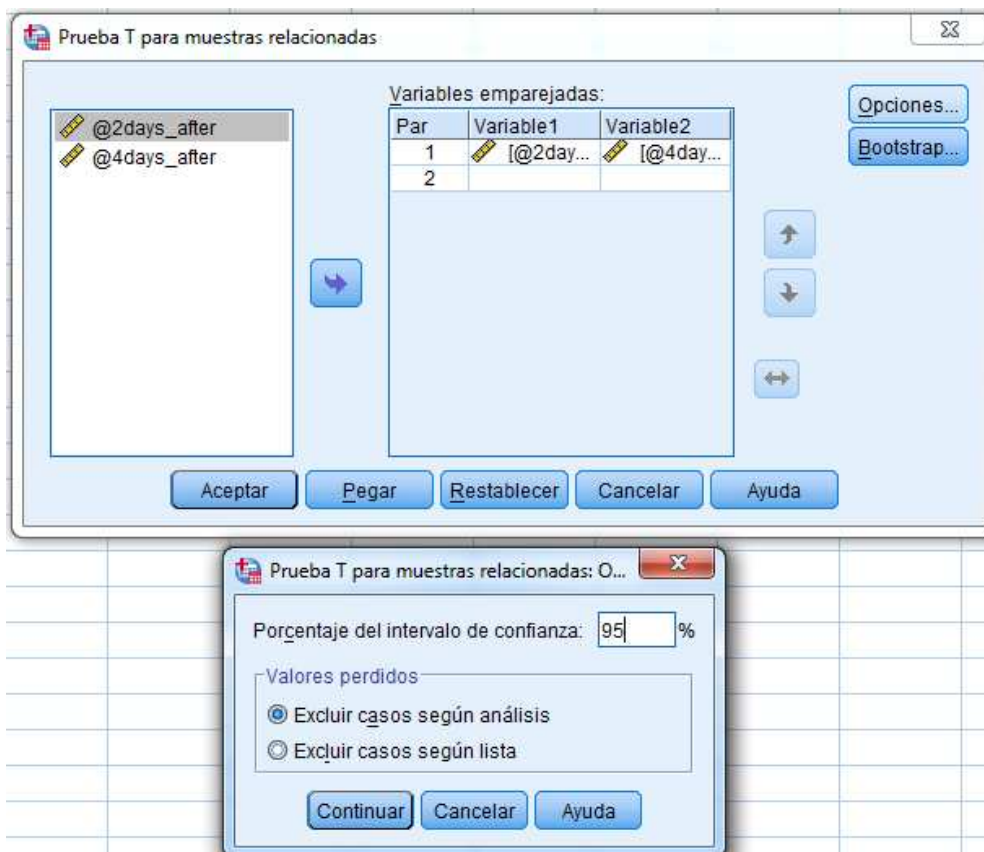 Prueba T para muestras relacionadas
@2days_after
@4days_after
Variables emparejadas:
Par Variable1 Variable2
1 [@2day... [@4day...
2
Opciones...
Bootstrap...
Aceptar Pegar Restablecer Cancelar Ayuda
Prueba T para muestras relacionadas: O...
Porcentaje del intervalo de confianza: 95 %
Valores perdidos
Excluir casos según análisis
Excluir casos según lista
Continuar Cancelar Ayuda